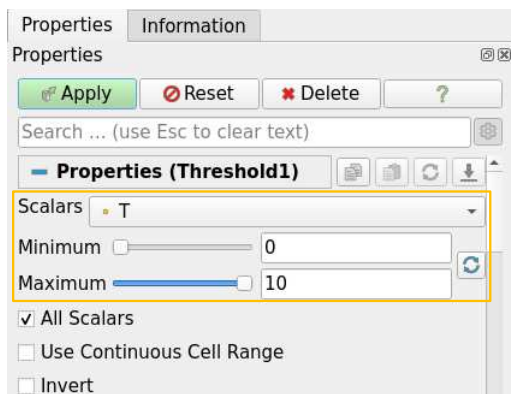 Properties Information
Properties
Apply Reset Delete ?
Search ... (use Esc to clear text)
Properties (Threshold1)
Scalars T
Minimum 0
Maximum 10
All Scalars
Use Continuous Cell Range
Invert